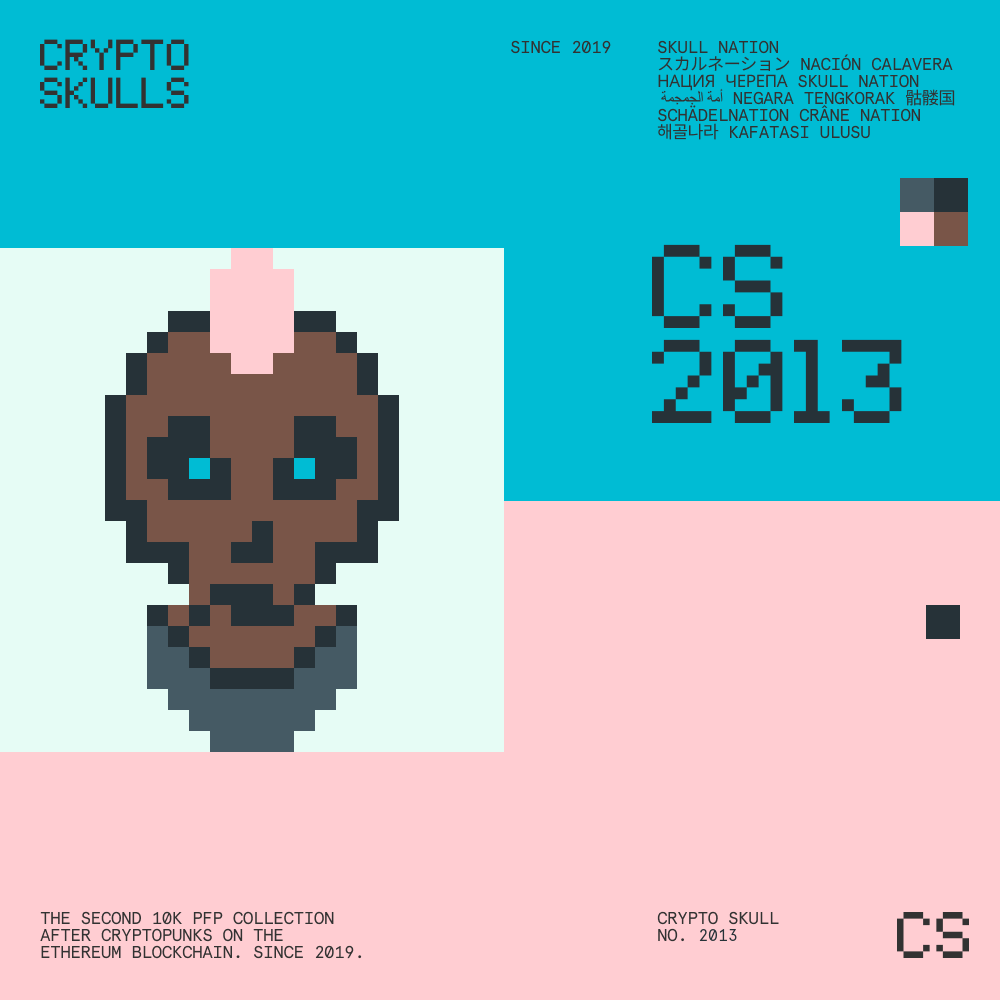 CRYPTO
SKULLS
SINCE 2019
SKULL NATION
スカルネーション NACIÓN CALAVERA
НАЦИЯ ЧЕРЕПА SKULL NATION
أمة الجمجمة NEGARA TENGKORAK 骷髅国
SCHÄDELNATION CRÂNE NATION
해골나라 KAFATASI ULUSU
CS
2013
THE SECOND 10K PFP COLLECTION
AFTER CRYPTOPUNKS ON THE
ETHEREUM BLOCKCHAIN. SINCE 2019.
CRYPTO SKULL
NO. 2013
CS